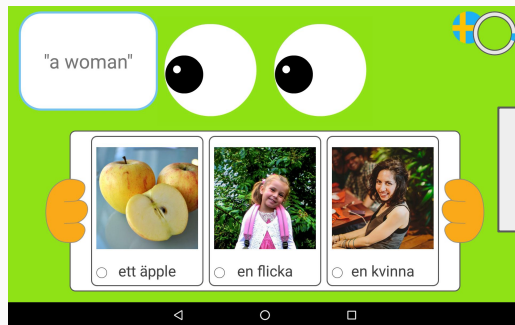 "a woman"
ett äpple
en flicka
en kvinna